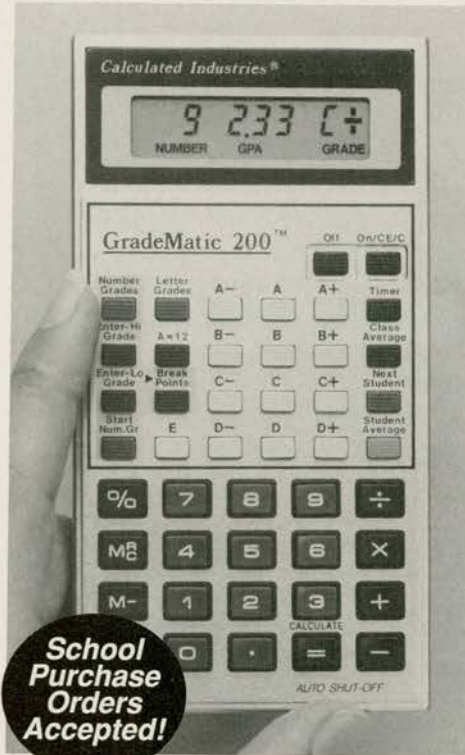 Calculated Industries®
9 2.33 C÷
NUMBER GPA GRADE
GradeMatic 200™
Off On/CE/C
Number Grades Letter Grades A- A A+ Timer
Enter-Hi Grade A=12 B- B B+ Class Average
Enter-Lo Grade ▶ Break Points C- C C+ Next Student
Start Num.Gr E D- D D+ Student Average
% 7 8 9 ÷
MRC 4 5 6 ×
M- 1 2 3 +
CALCULATE
0 . = -
AUTO SHUT-OFF
School
Purchase
Orders
Accepted!